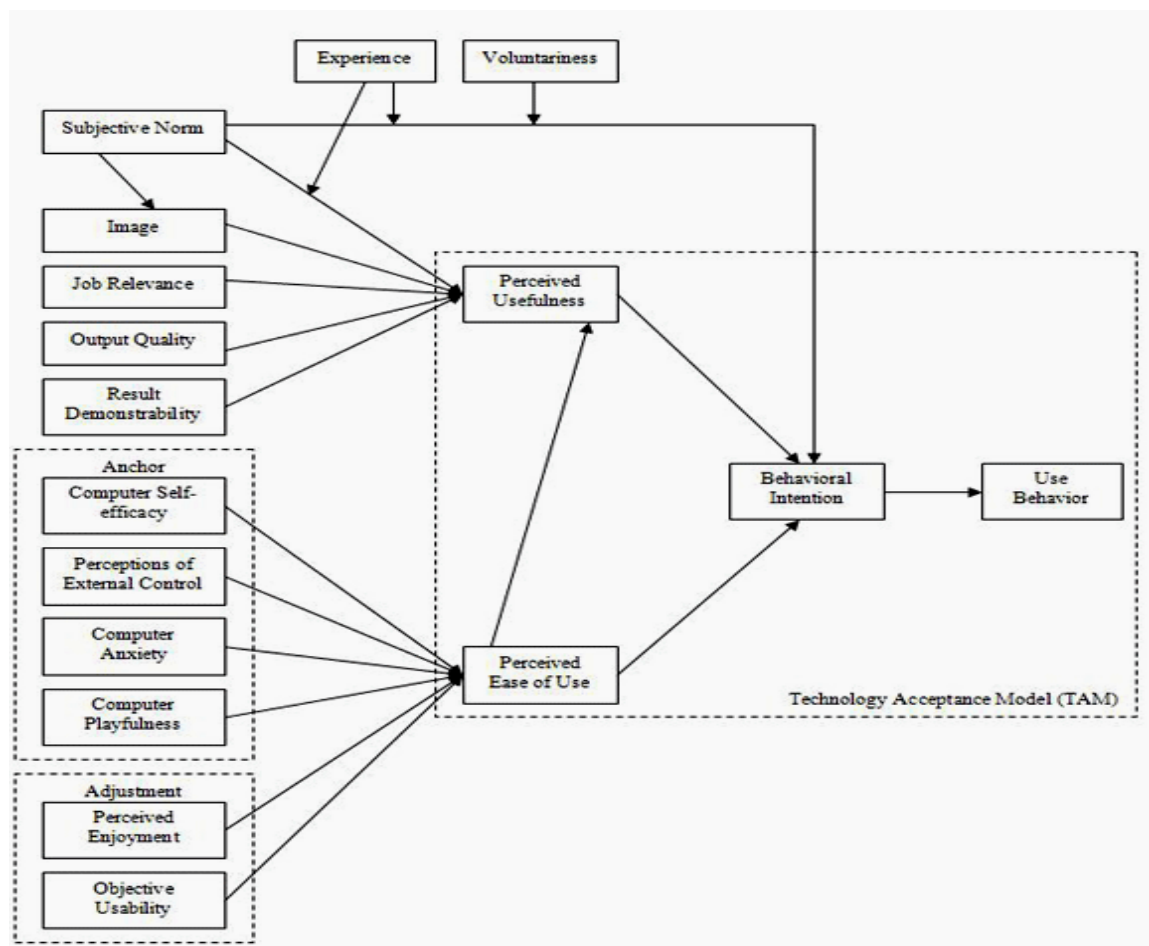 Experience
Voluntariness
Subjective Norm
Image
Job Relevance
Output Quality
Result
Demonstrability
Perceived
Usefulness
Anchor
Computer Self-
efficacy
Perceptions of
External Control
Computer
Anxiety
Computer
Playfulness
Behavioral
Intention
Use
Behavior
Perceived
Ease of Use
Technology Acceptance Model (TAM)
Adjustment
Perceived
Enjoyment
Objective
Usability